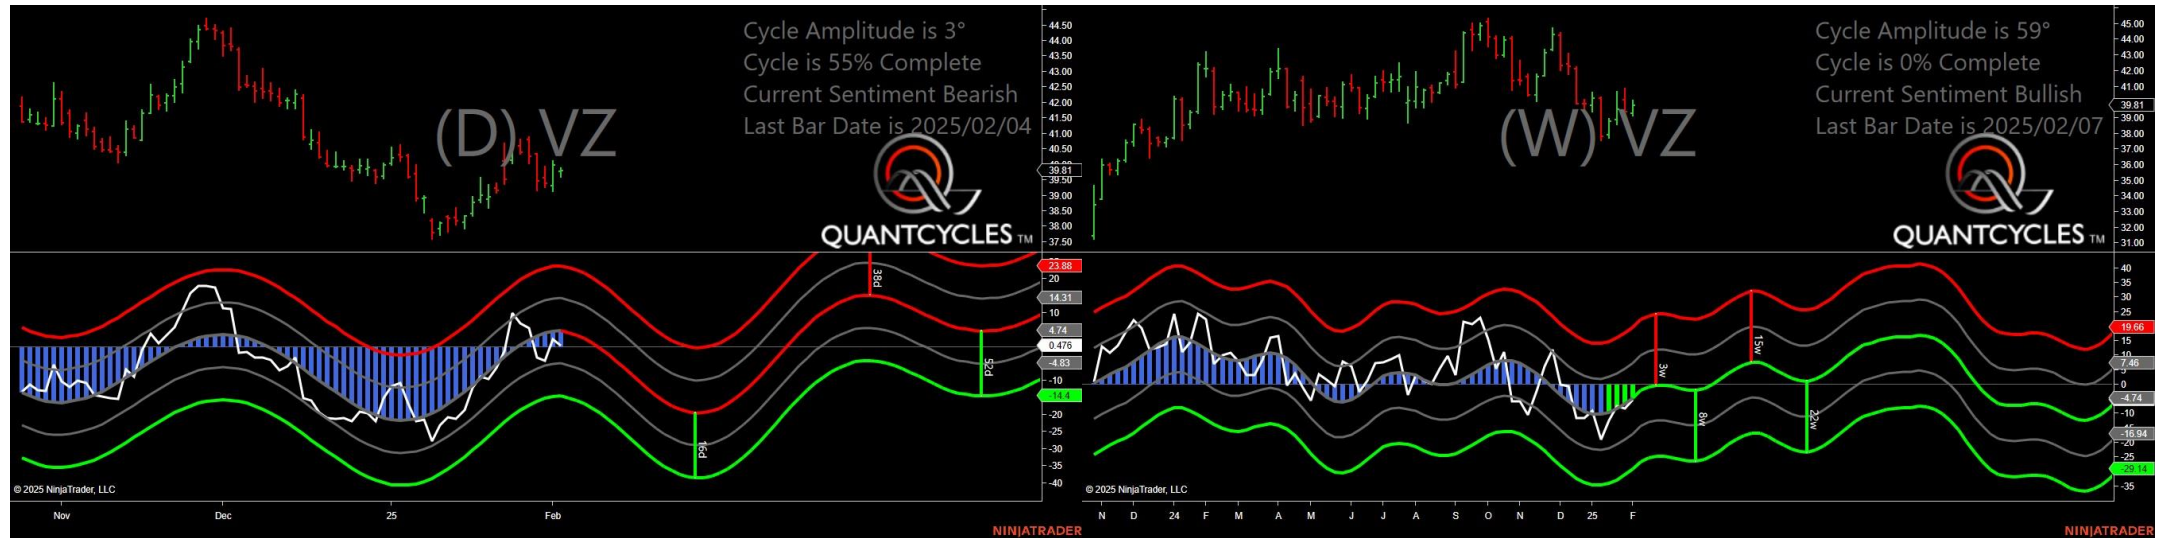 Cycle Amplitude is 3°
Cycle is 55% Complete
Current Sentiment Bearish
Last Bar Date is 2025/02/04
(D) VZ
QUANTCYCLES TM
44.50
44.00
43.50
43.00
42.50
42.00
41.50
41.00
40.50
39.81
39.50
39.00
38.50
38.00
37.50
23.88
20
14.31
10
4.74
0.476
-4.83
-10
-14.4
-20
-25
-30
-35
-40
38d
52d
16d
© 2025 NinjaTrader, LLC
Nov Dec 25 Feb
NINJATRADER
Cycle Amplitude is 59°
Cycle is 0% Complete
Current Sentiment Bullish
Last Bar Date is 2025/02/07
(W) VZ
QUANTCYCLES TM
45.00
44.00
43.00
42.00
41.00
39.81
39.00
38.00
37.00
36.00
35.00
34.00
33.00
32.00
31.00
40
35
30
25
19.66
15
10
7.46
0
-4.74
-10
-16.94
-25
-29.14
-35
3w
15w
8w
22w
© 2025 NinjaTrader, LLC
N D 24 F M A M J J A S O N D 25 F
NINJATRADER